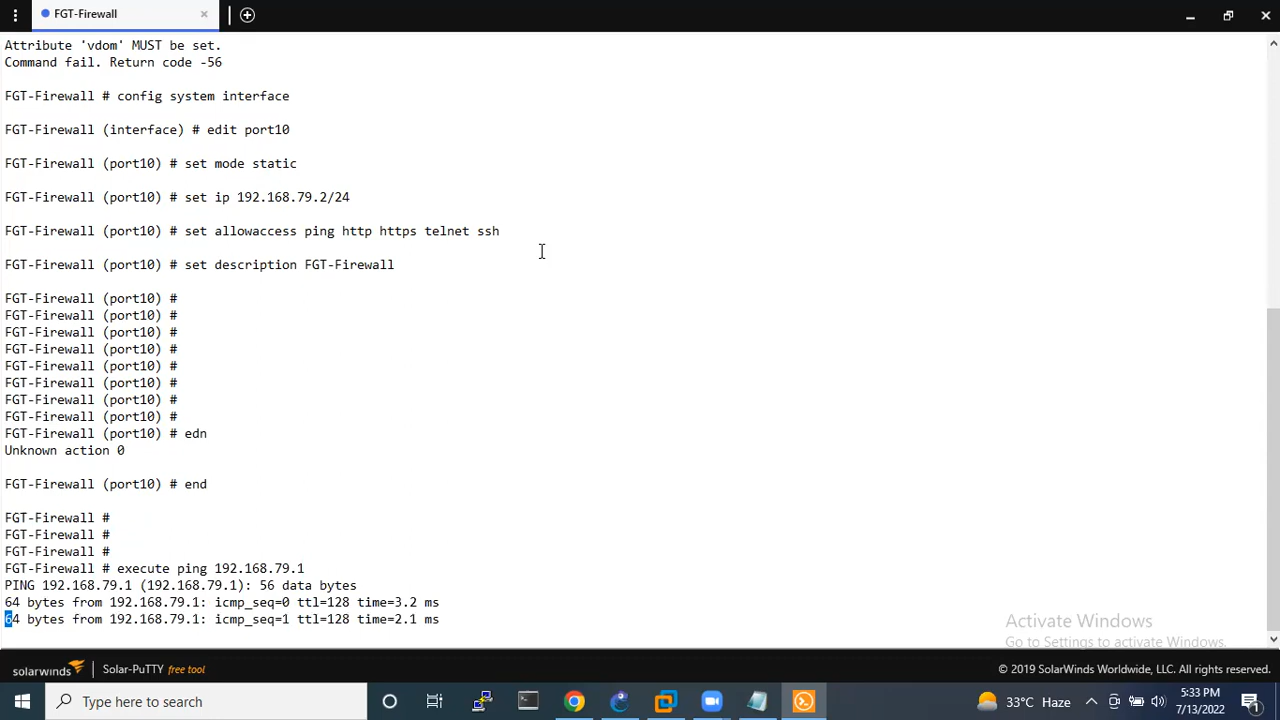 FGT-Firewall
Attribute 'vdom' MUST be set.
Command fail. Return code -56
FGT-Firewall # config system interface
FGT-Firewall (interface) # edit port10
FGT-Firewall (port10) # set mode static
FGT-Firewall (port10) # set ip 192.168.79.2/24
FGT-Firewall (port10) # set allowaccess ping http https telnet ssh
FGT-Firewall (port10) # set description FGT-Firewall
FGT-Firewall (port10) #
FGT-Firewall (port10) #
FGT-Firewall (port10) #
FGT-Firewall (port10) #
FGT-Firewall (port10) #
FGT-Firewall (port10) #
FGT-Firewall (port10) #
FGT-Firewall (port10) #
FGT-Firewall (port10) # edn
Unknown action 0
FGT-Firewall (port10) # end
FGT-Firewall #
FGT-Firewall #
FGT-Firewall #
FGT-Firewall # execute ping 192.168.79.1
PING 192.168.79.1 (192.168.79.1): 56 data bytes
64 bytes from 192.168.79.1: icmp_seq=0 ttl=128 time=3.2 ms
64 bytes from 192.168.79.1: icmp_seq=1 ttl=128 time=2.1 ms
Activate Windows
Go to Settings to activate Windows.
solarwinds Solar-PuTTY free tool © 2019 SolarWinds Worldwide, LLC. All rights reserved.
Type here to search
33°C Haze
5:33 PM
7/13/2022
1